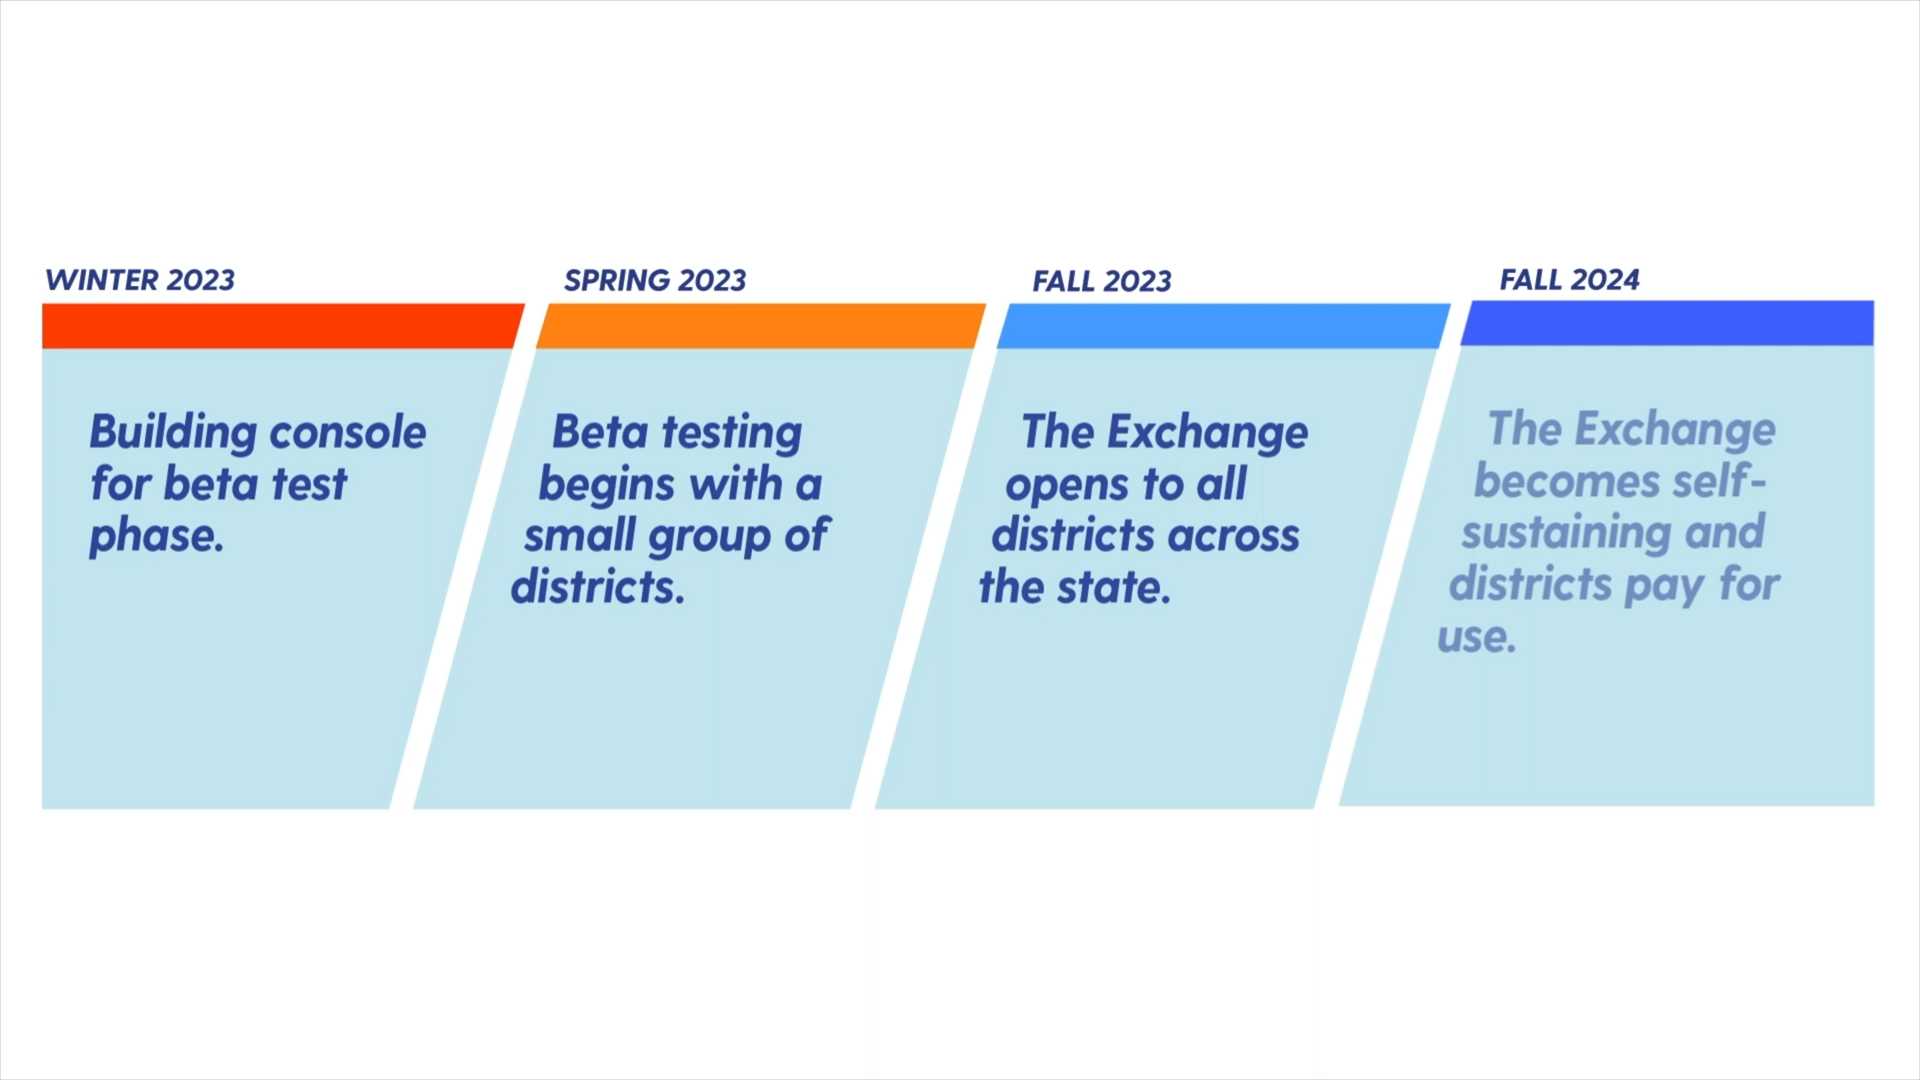 WINTER 2023
Building console
for beta test
phase.
SPRING 2023
Beta testing
begins with a
small group of
districts.
FALL 2023
The Exchange
opens to all
districts across
the state.
FALL 2024
The Exchange
becomes self-
sustaining and
districts pay for
use.